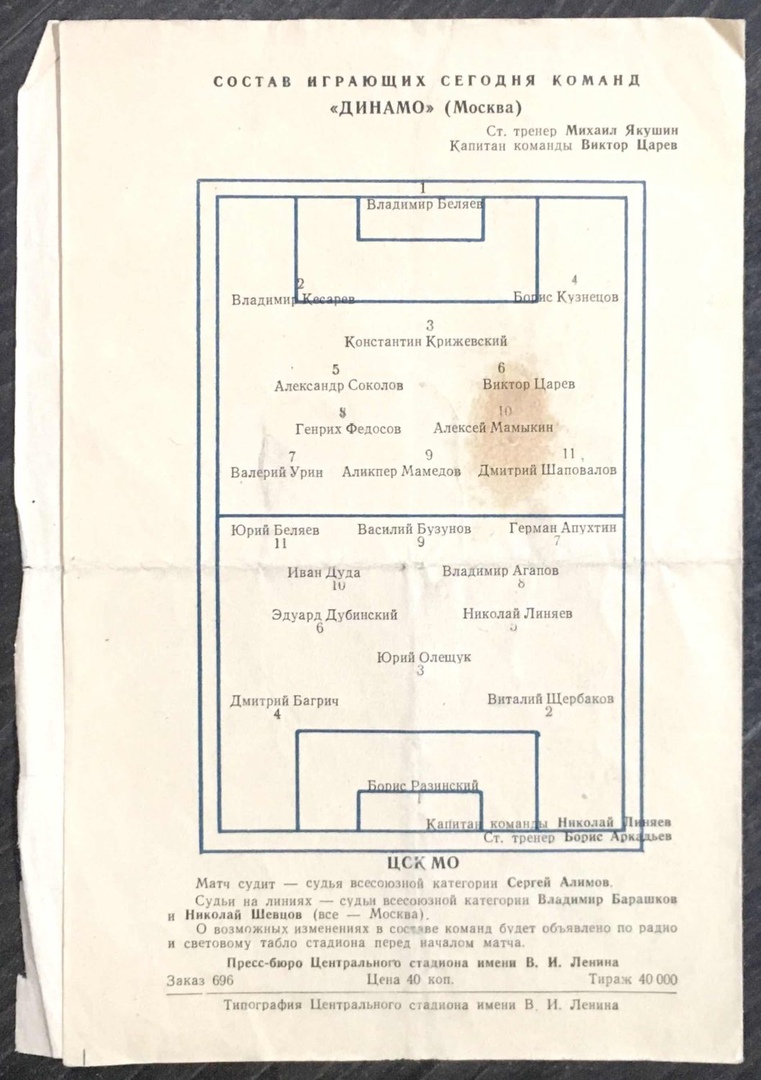 СОСТАВ ИГРАЮЩИХ СЕГОДНЯ КОМАНД
«ДИНАМО» (Москва)
Ст. тренер Михаил Якушин
Капитан команды Виктор Царев
1
Владимир Беляев
2 4
Владимир Кесарев Борис Кузнецов
3
Константин Крижевский
5 6
Александр Соколов Виктор Царев
8 10
Генрих Федосов Алексей Мамыкин
7 9 11
Валерий Урин Аликпер Мамедов Дмитрий Шаповалов
Юрий Беляев Василий Бузунов Герман Апухтин
11 9 7
Иван Дуда Владимир Агапов
10 8
Эдуард Дубинский Николай Линяев
6 5
Юрий Олещук
3
Дмитрий Багрич Виталий Щербаков
4 2
Борис Разинский
1
Капитан команды Николай Линяев
Ст. тренер Борис Аркадьев
ЦСК МО
Матч судит — судья всесоюзной категории Сергей Алимов.
Судьи на линиях — судьи всесоюзной категории Владимир Барашков
и Николай Шевцов (все — Москва).
О возможных изменениях в составе команд будет объявлено по радио
и световому табло стадиона перед началом матча.
Пресс-бюро Центрального стадиона имени В. И. Ленина
Заказ 696 Цена 40 коп. Тираж 40 000
Типография Центрального стадиона имени В. И. Ленина